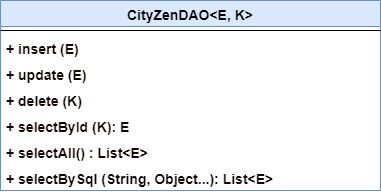 CityZenDAO<E, K>
+ insert (E)
+ update (E)
+ delete (K)
+ selectById (K): E
+ selectAll() : List<E>
+ selectBySql (String, Object...): List<E>